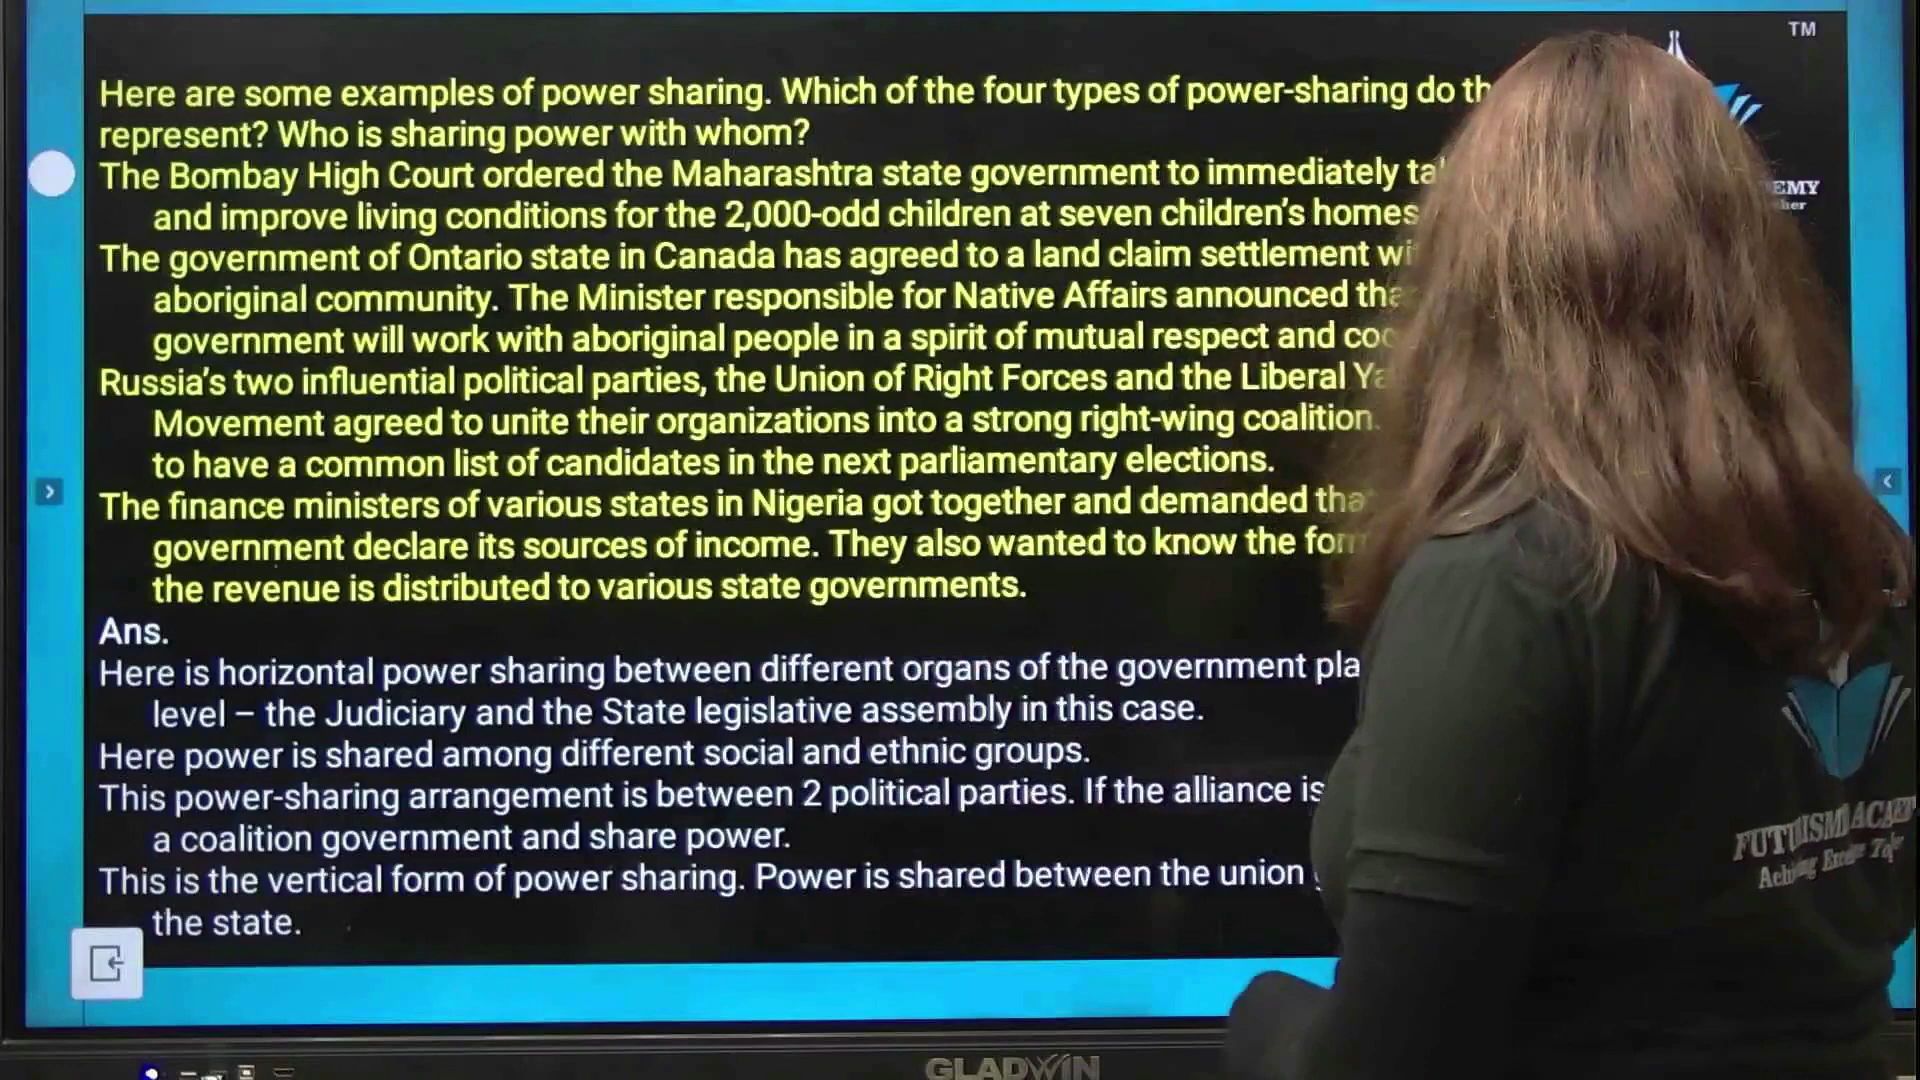 TM
Here are some examples of power sharing. Which of the four types of power-sharing do
represent? Who is sharing power with whom?
The Bombay High Court ordered the Maharashtra state government to immediately
and improve living conditions for the 2,000-odd children at seven children's homes
The government of Ontario state in Canada has agreed to a land claim settlement
aboriginal community. The Minister responsible for Native Affairs announced
government will work with aboriginal people in a spirit of mutual respect and
Russia's two influential political parties, the Union of Right Forces and the Liberal
Movement agreed to unite their organizations into a strong right-wing coalition.
to have a common list of candidates in the next parliamentary elections.
The finance ministers of various states in Nigeria got together and demanded
government declare its sources of income. They also wanted to know the
the revenue is distributed to various state governments.
Ans.
Here is horizontal power sharing between different organs of the government
level – the Judiciary and the State legislative assembly in this case.
Here power is shared among different social and ethnic groups.
This power-sharing arrangement is between 2 political parties. If the alliance is
a coalition government and share power.
This is the vertical form of power sharing. Power is shared between the union
the state.
GLADWIN